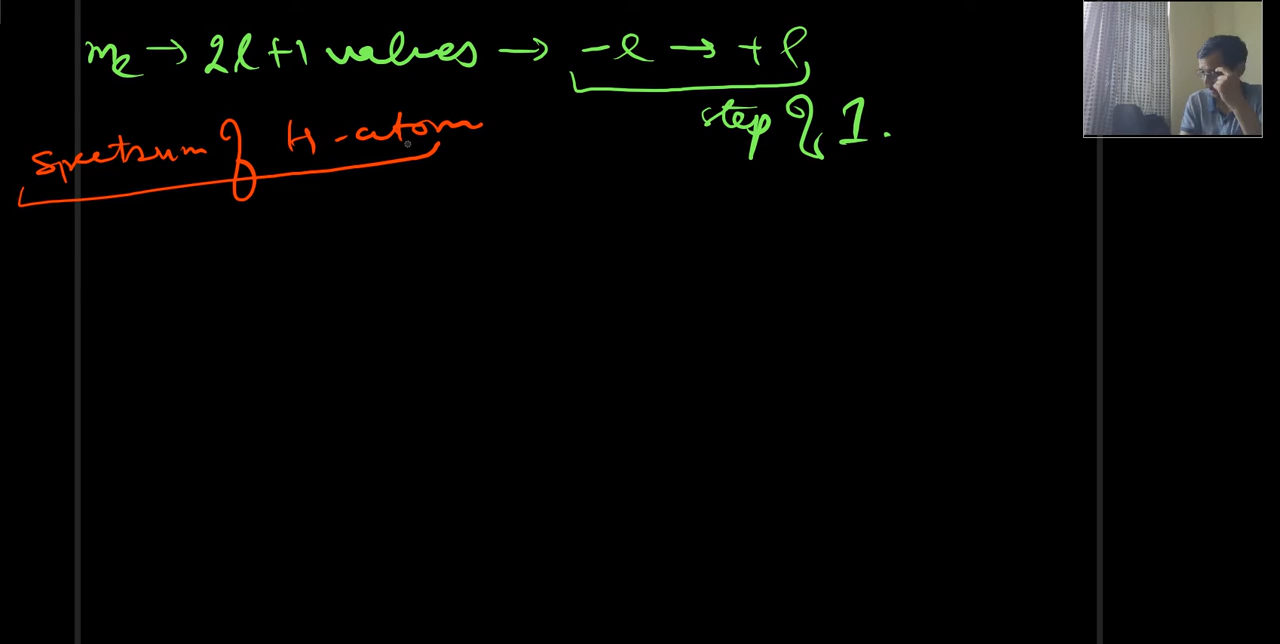 mₗ → 2l+1 values → -l → +l
step of 1.
Spectrum of H-atom